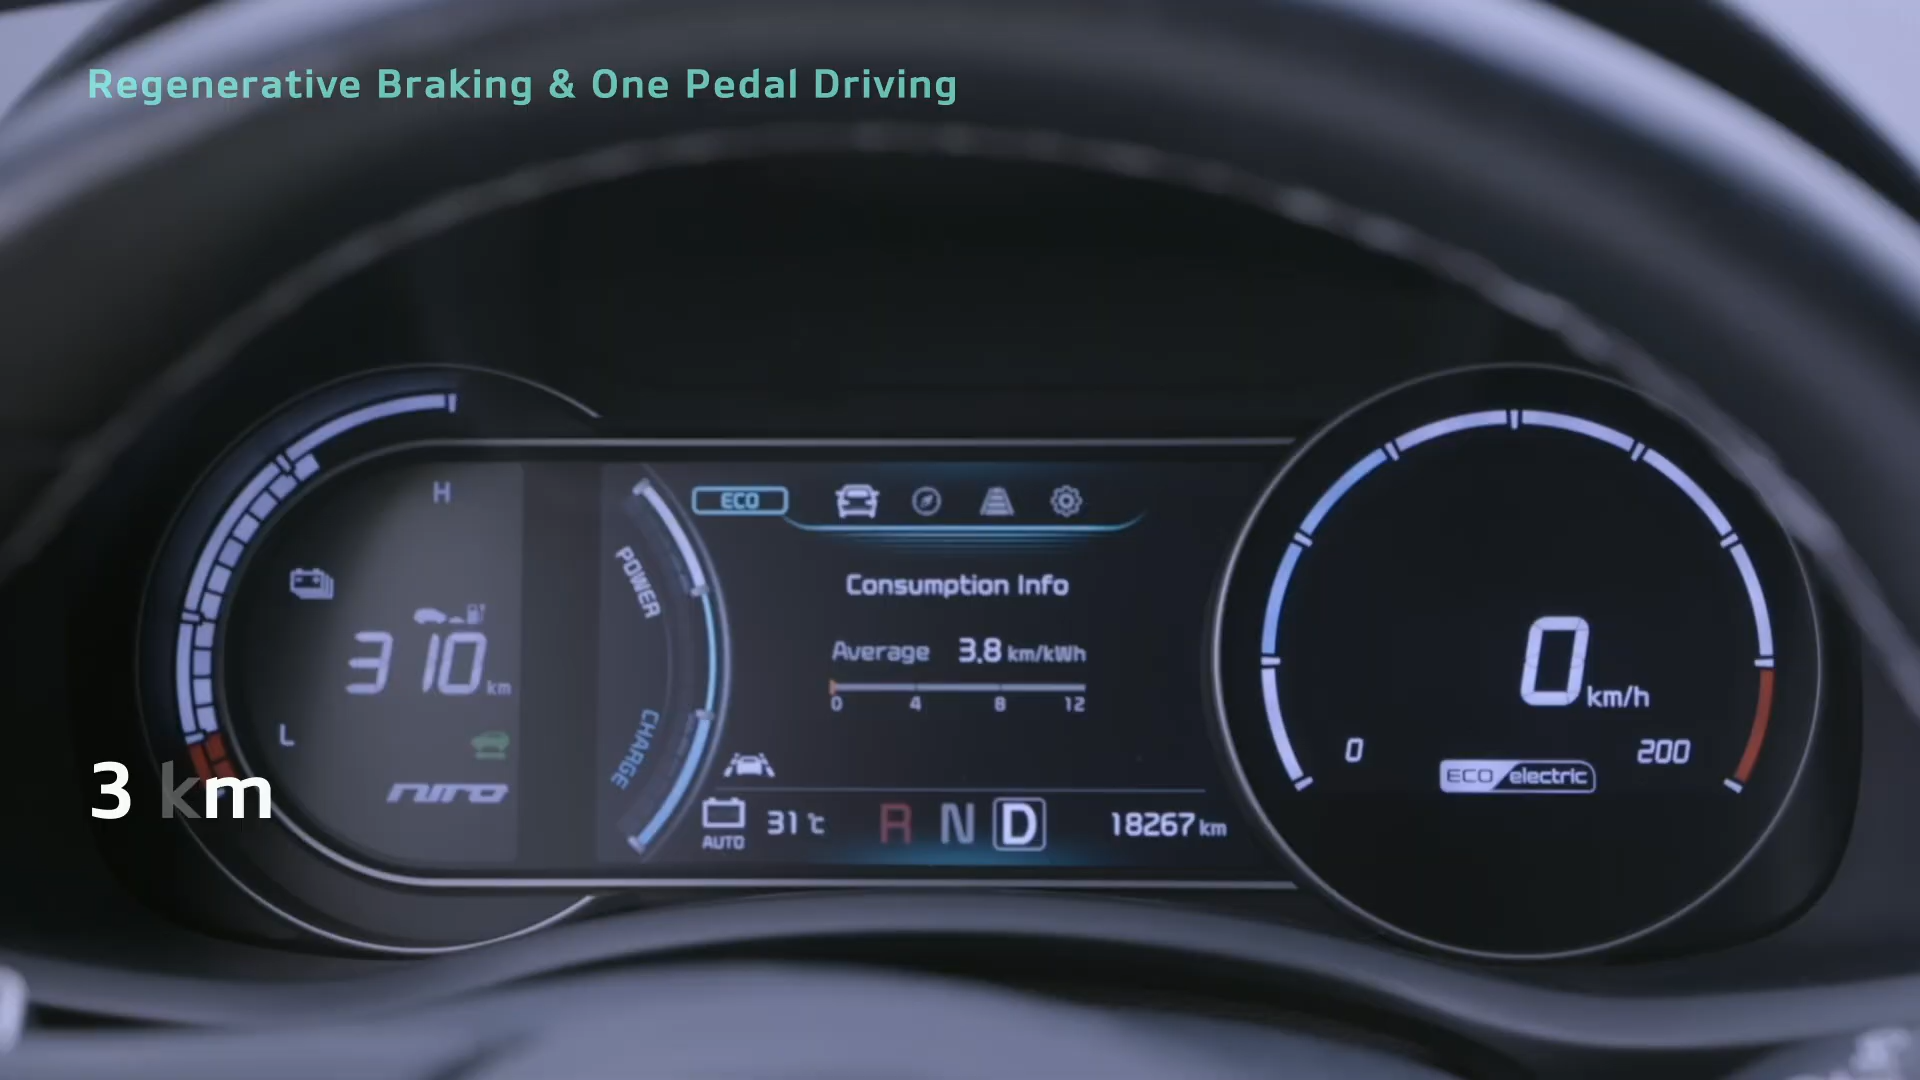 Regenerative Braking & One Pedal Driving
H
310 km
L
niro
3 km
POWER
CHARGE
ECO
Consumption Info
Average 3.8 km/kWh
0 4 8 12
AUTO 31 ℃ R N D 18267 km
0 km/h
0 200
ECO electric